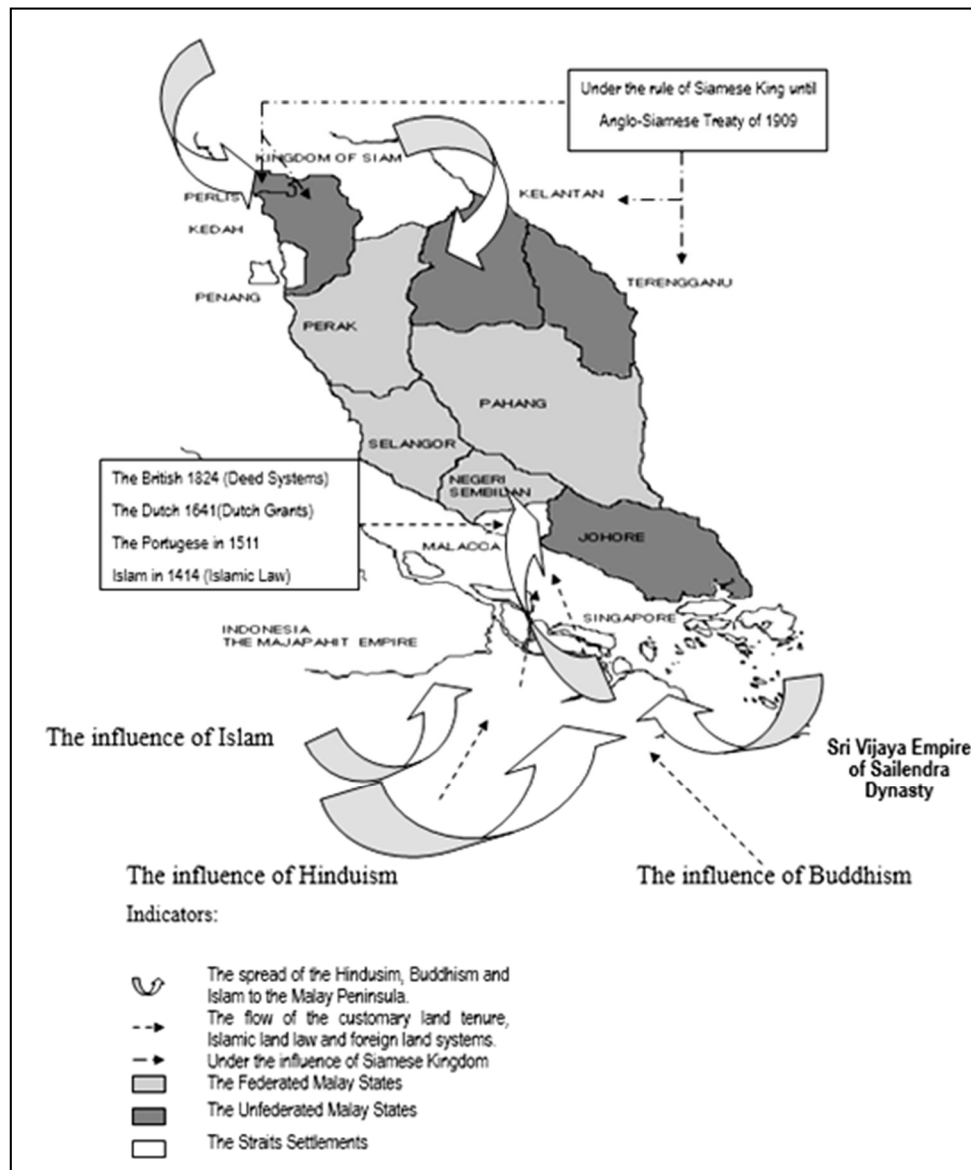 Under the rule of Siamese King until
Anglo-Siamese Treaty of 1909
KINGDOM OF SIAM
PERLIS
KELANTAN
KEDAH
TERENGGANU
PENANG
PERAK
PAHANG
SELANGOR
NEGERI
SEMBILAN
The British 1824 (Deed Systems)
The Dutch 1641(Dutch Grants)
The Portugese in 1511
Islam in 1414 (Islamic Law)
MALACCA
JOHORE
SINGAPORE
INDONESIA
THE MAJAPAHIT EMPIRE
The influence of Islam
Sri Vijaya Empire
of Sailendra
Dynasty
The influence of Hinduism
The influence of Buddhism
Indicators:
The spread of the Hindusim, Buddhism and
Islam to the Malay Peninsula.
The flow of the customary land tenure,
Islamic land law and foreign land systems.
Under the influence of Siamese Kingdom
The Federated Malay States
The Unfederated Malay States
The Straits Settlements